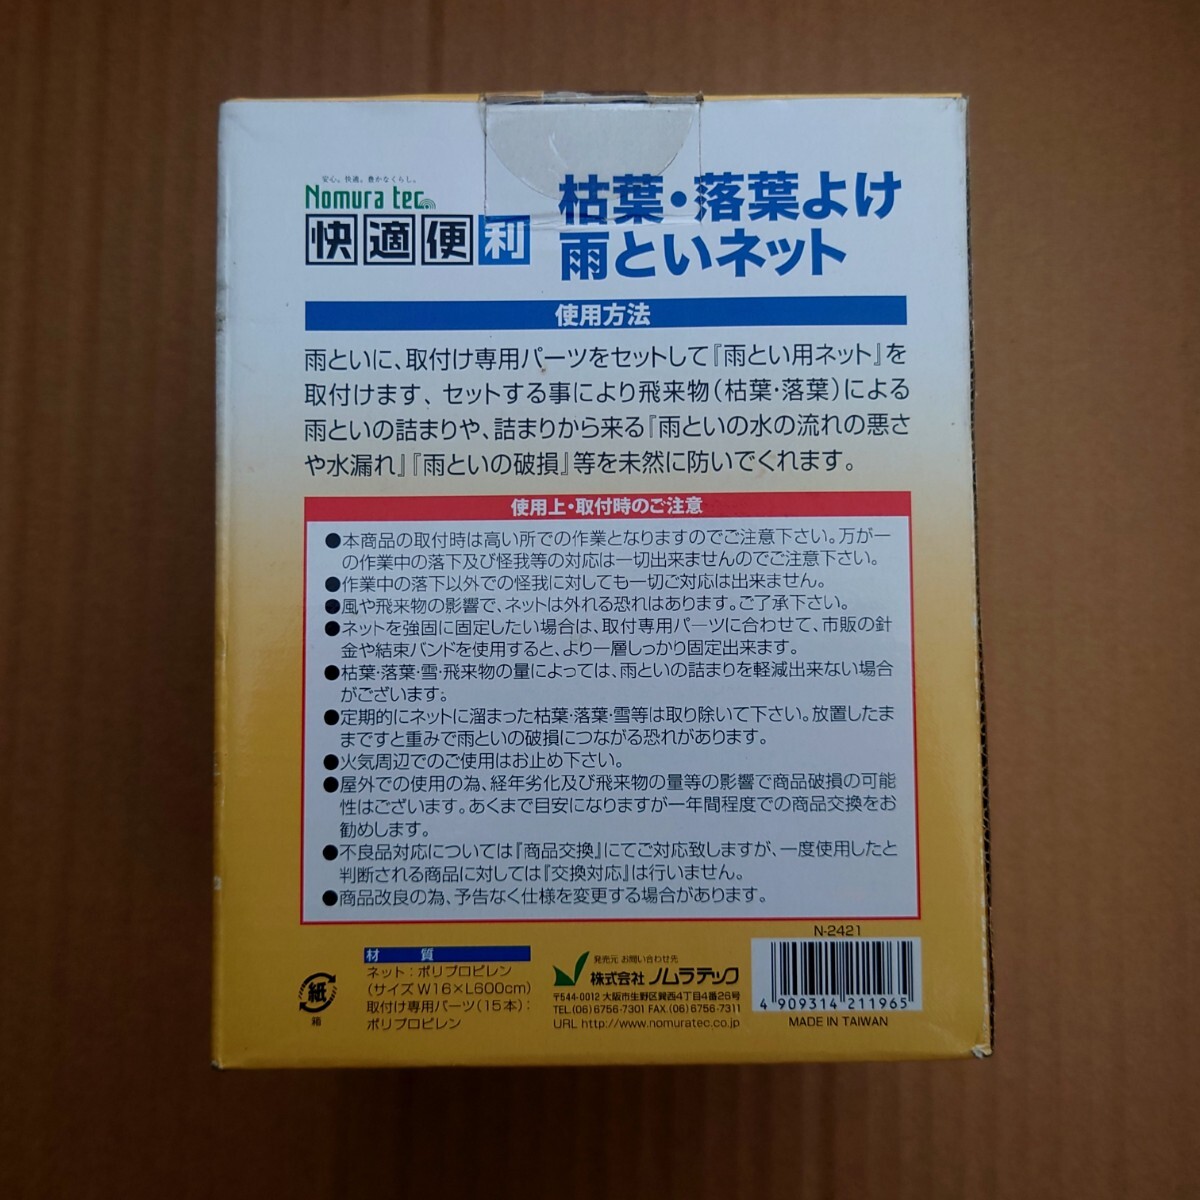 安心。快適。豊かなくらし。
Nomura tec
快適便利
枯葉・落葉よけ
雨といネット
使用方法
雨といに、取付け専用パーツをセットして『雨とい用ネット』を
取付けます、セットする事により飛来物(枯葉・落葉)による
雨といの詰まりや、詰まりから来る『雨といの水の流れの悪さ
や水漏れ』『雨といの破損』等を未然に防いでくれます。
使用上・取付時のご注意
●本商品の取付時は高い所での作業となりますのでご注意下さい。万が一
の作業中の落下及び怪我等の対応は一切出来ませんのでご注意下さい。
●作業中の落下以外での怪我に対しても一切ご対応は出来ません。
●風や飛来物の影響で、ネットは外れる恐れはあります。ご了承下さい。
●ネットを強固に固定したい場合は、取付専用パーツに合わせて、市販の針
金や結束バンドを使用すると、より一層しっかり固定出来ます。
●枯葉・落葉・雪・飛来物の量によっては、雨といの詰まりを軽減出来ない場合
がございます。
●定期的にネットに溜まった枯葉・落葉・雪等は取り除いて下さい。放置したま
まですと重みで雨といの破損につながる恐れがあります。
●火気周辺でのご使用はお止め下さい。
●屋外での使用の為、経年劣化及び飛来物の量等の影響で商品破損の可能
性はございます。あくまで目安になりますが一年間程度での商品交換をお
勧めします。
●不良品対応については『商品交換』にてご対応致しますが、一度使用したと
判断される商品に対しては『交換対応』は行いません。
●商品改良の為、予告なく仕様を変更する場合があります。
紙
箱
材 質
ネット:ポリプロピレン
(サイズ W16×L600cm)
取付け専用パーツ(15本):
ポリプロピレン
発売元 お問い合わせ先
株式会社 ノムラテック
〒544-0012 大阪市生野区巽西4丁目4番26号
TEL.(06)6756-7301 FAX.(06)6756-7311
URL http://www.nomuratec.co.jp
N-2421
4 909314 211965
MADE IN TAIWAN